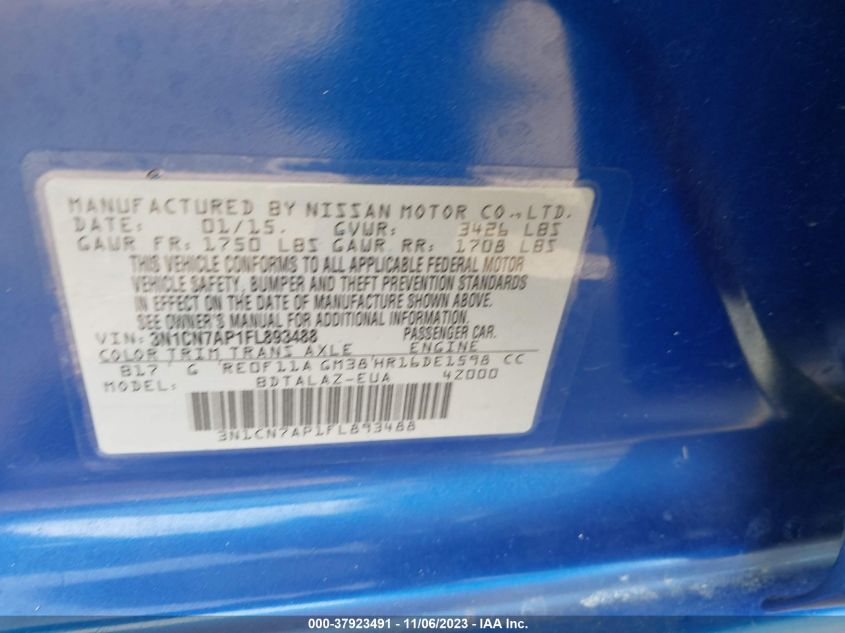 MANUFACTURED BY NISSAN MOTOR CO., LTD.
DATE: 01/15. GVWR: 3426 LBS
GAWR FR: 1750 LBS GAWR RR: 1708 LBS
THIS VEHICLE CONFORMS TO ALL APPLICABLE FEDERAL MOTOR
VEHICLE SAFETY, BUMPER AND THEFT PREVENTION STANDARDS
IN EFFECT ON THE DATE OF MANUFACTURE SHOWN ABOVE.
SEE OWNER'S MANUAL FOR ADDITIONAL INFORMATION.
VIN: 3N1CN7AP1FL893488 PASSENGER CAR.
COLOR TRIM TRANS AXLE ENGINE
B17 G RE0F11A GM38 HR16DE1598 CC
MODEL: BDTALAZ-EUA 42000
3N1CN7AP1FL893488
000-37923491 - 11/06/2023 - IAA Inc.